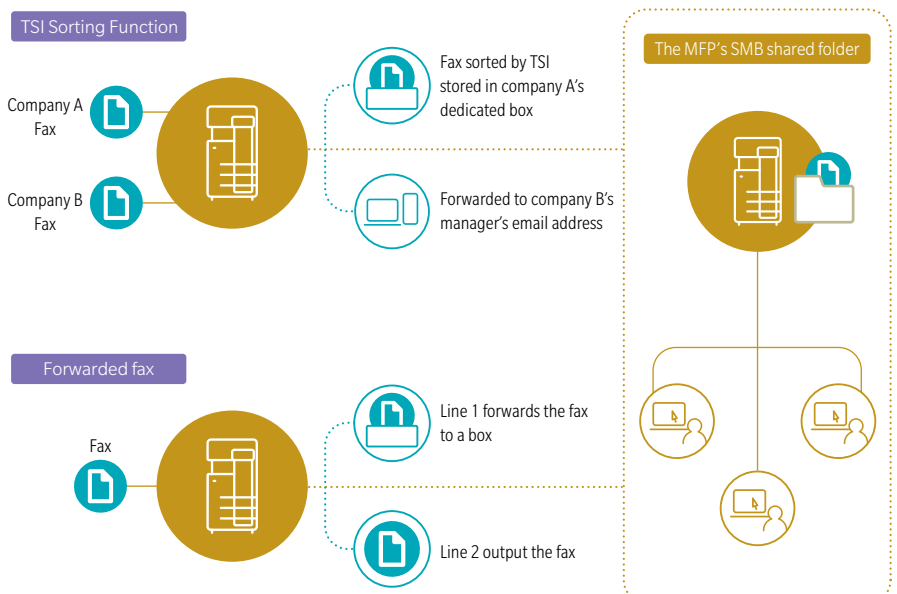 TSI Sorting Function
Company A
Fax
Company B
Fax
Fax sorted by TSI
stored in company A's
dedicated box
Forwarded to company B's
manager's email address
Forwarded fax
Fax
Line 1 forwards the fax
to a box
Line 2 output the fax
The MFP's SMB shared folder